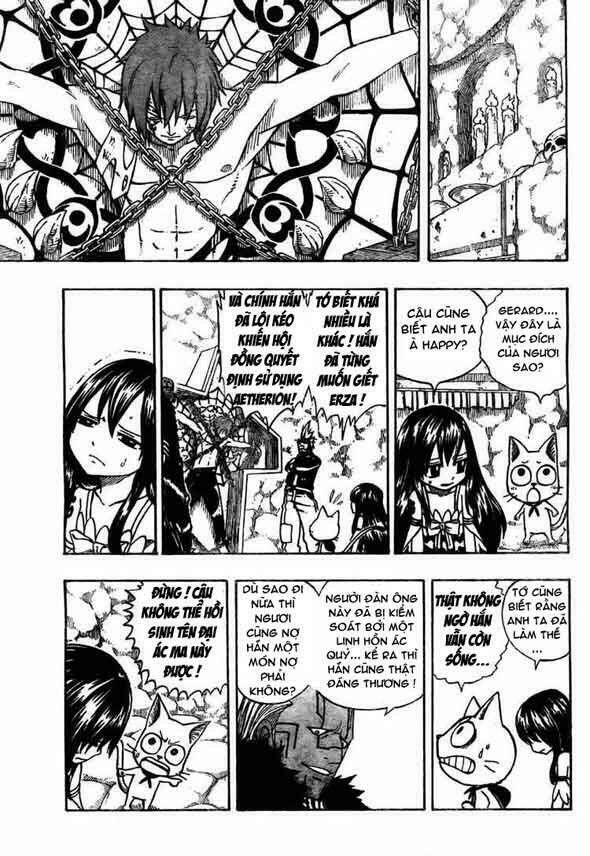 GERARD....
VẬY ĐÂY LÀ
MỤC ĐÍCH
CỦA NGƯƠI
SAO?
CẬU CŨNG
BIẾT ANH TA
À HAPPY?
TỚ BIẾT KHÁ
NHIỀU LÀ
KHÁC ! HẮN
ĐÃ TỪNG
MUỐN GIẾT
ERZA !
VÀ CHÍNH HẮN
ĐÃ LÔI KÉO
KHIẾN HỘI
ĐỒNG QUYẾT
ĐỊNH SỬ DỤNG
AETHERION!
TỚ CŨNG
BIẾT RẰNG
ANH TA ĐÃ
LÀM THẾ
...
THẬT KHÔNG
NGỜ HẮN
VẪN CÒN
SỐNG...
NGƯỜI ĐÀN ÔNG
NÀY ĐÃ BỊ KIỂM
SOÁT BỞI MỘT
LINH HỒN ÁC
QUỶ... KỂ RA THÌ
HẮN CŨNG THẬT
ĐÁNG THƯƠNG !
DÙ SAO ĐI
NỮA THÌ
NGƯƠI
CŨNG NỢ
HẮN MỘT
MÓN NỢ
PHẢI
KHÔNG?
ĐỪNG ! CẬU
KHÔNG THỂ HỒI
SINH TÊN ĐẠI
ÁC MA NÀY
ĐƯỢC !